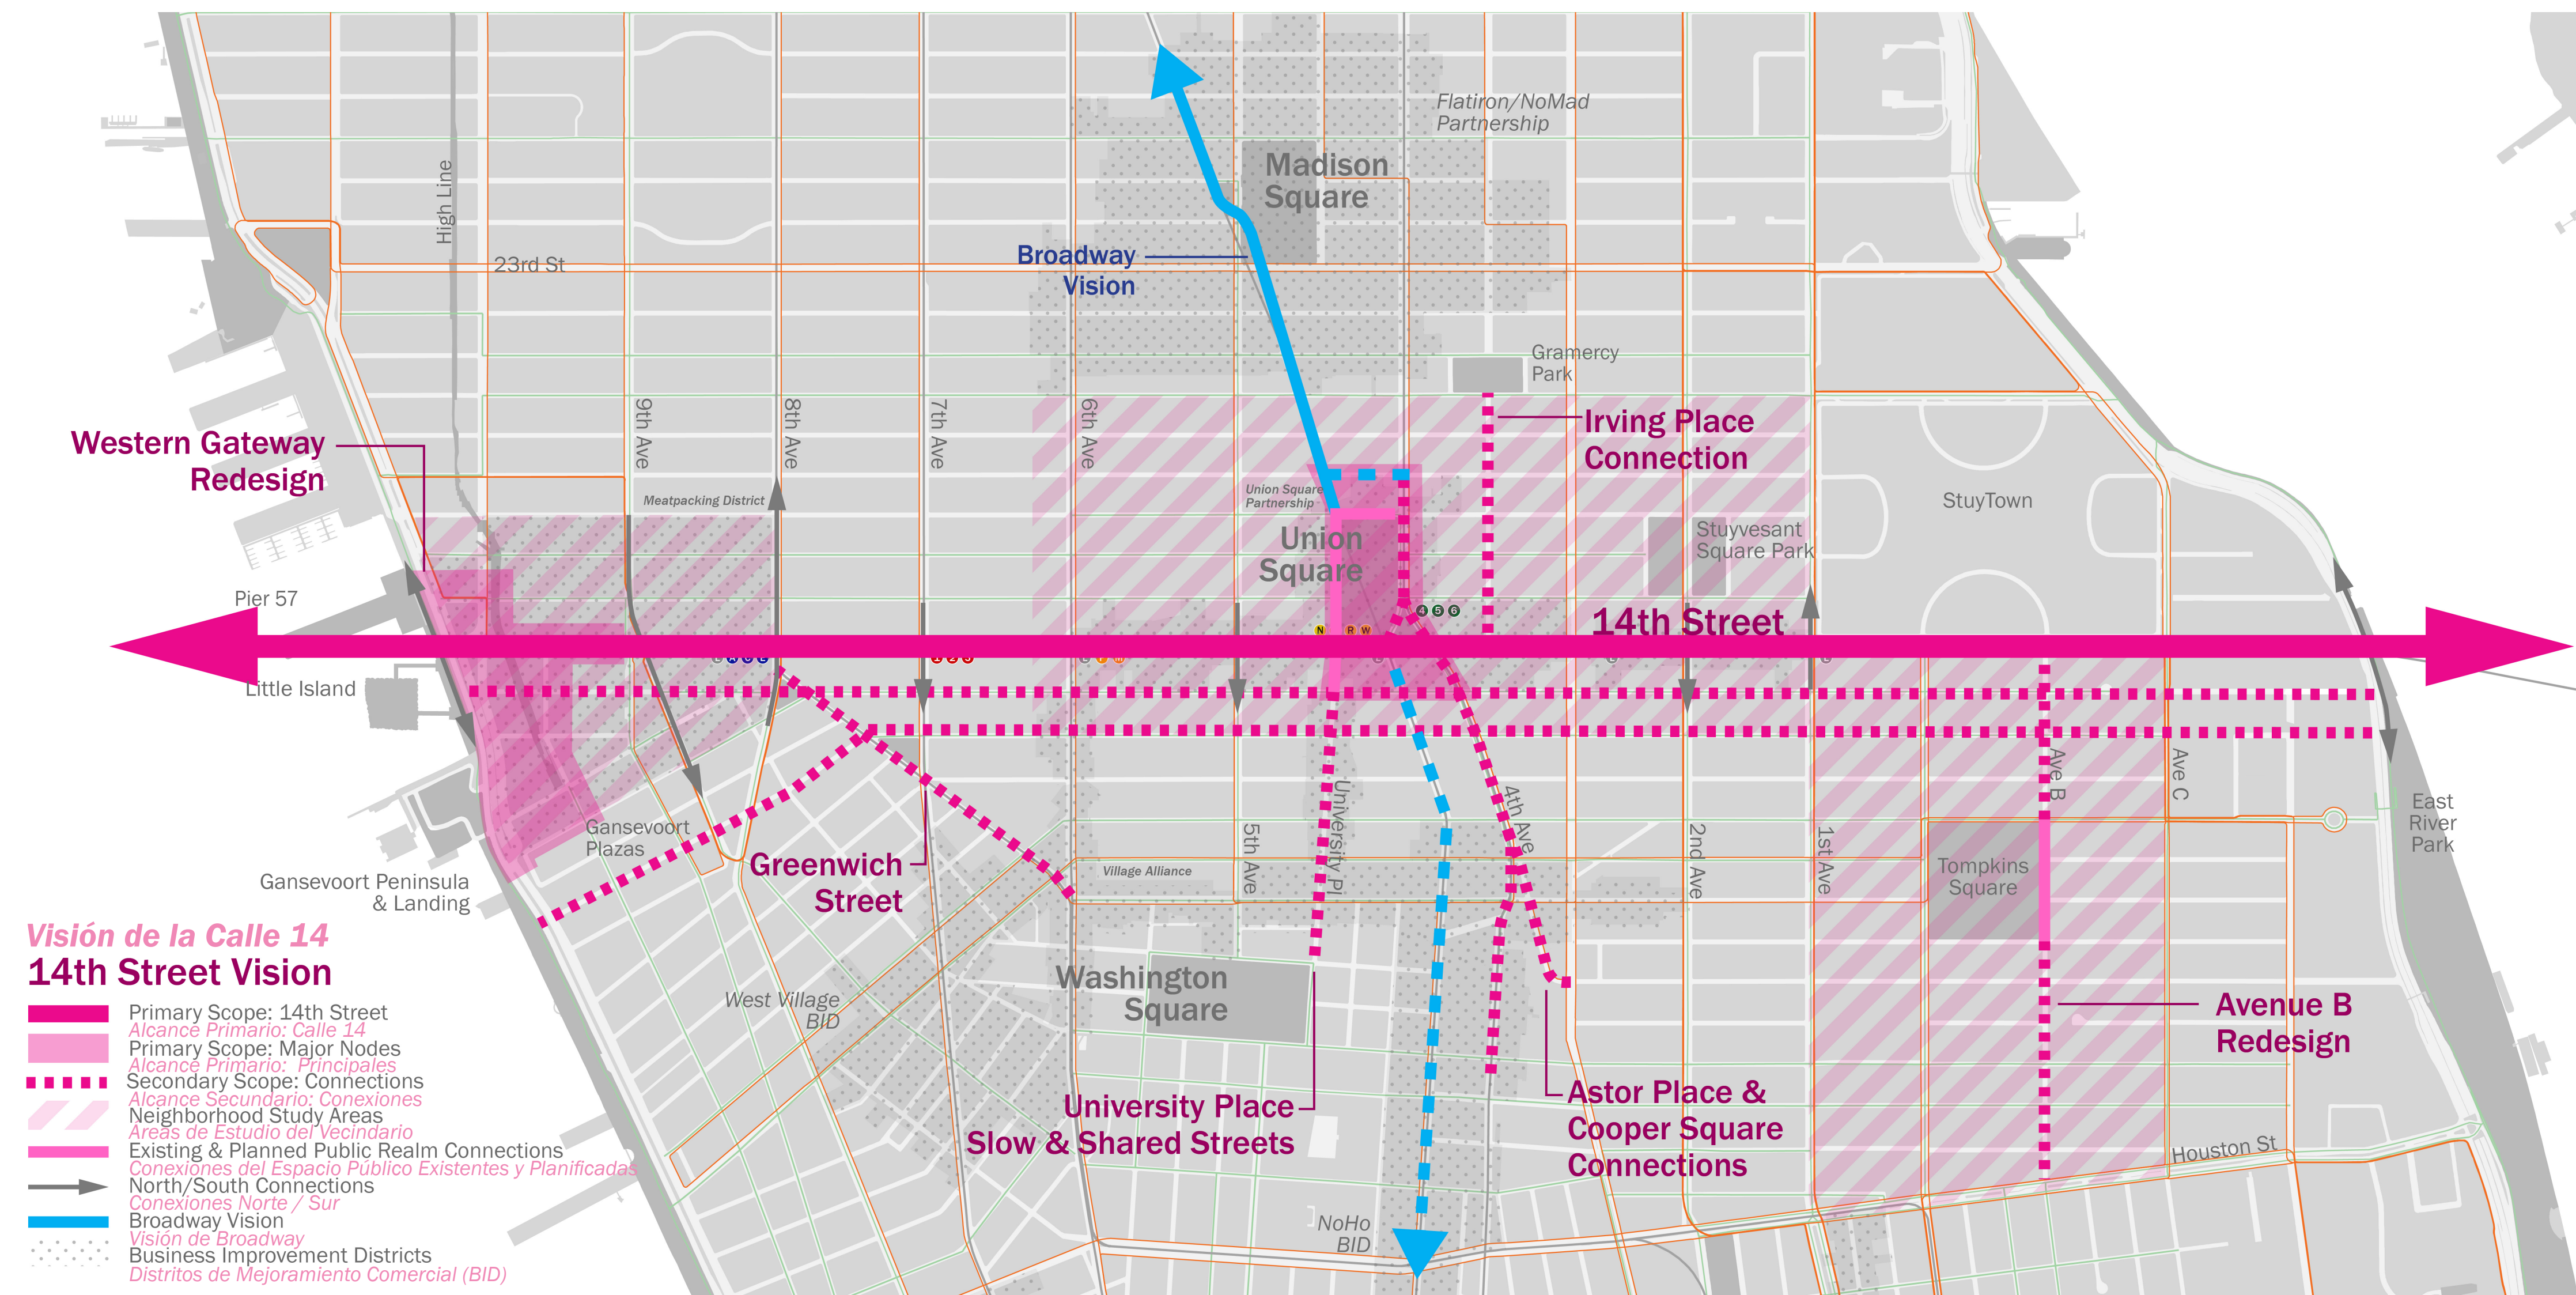 Flatiron/NoMad
Partnership
Madison
Square
High Line
Broadway
Vision
23rd St
Gramercy
Park
9th Ave
8th Ave
7th Ave
6th Ave
Irving Place
Connection
Western Gateway
Redesign
Meatpacking District
Union Square
Partnership
StuyTown
Union
Square
Stuyvesant
Square Park
Pier 57
4 5 6
14th Street
N R W
A C E
1 2 3
Little Island
Ave B
Ave C
University Pl
4th Ave
East
River
Park
Gansevoort
Plazas
5th Ave
2nd Ave
1st Ave
Greenwich
Street
Village Alliance
Tompkins
Square
Gansevoort Peninsula
& Landing
Washington
Square
West Village
BID
Avenue B
Redesign
University Place
Slow & Shared Streets
Astor Place &
Cooper Square
Connections
Houston St
NoHo
BID
Visión de la Calle 14
14th Street Vision
Primary Scope: 14th Street
Alcance Primario: Calle 14
Primary Scope: Major Nodes
Alcance Primario: Principales
Secondary Scope: Connections
Alcance Secundario: Conexiones
Neighborhood Study Areas
Áreas de Estudio del Vecindario
Existing & Planned Public Realm Connections
Conexiones del Espacio Público Existentes y Planificadas
North/South Connections
Conexiones Norte / Sur
Broadway Vision
Visión de Broadway
Business Improvement Districts
Distritos de Mejoramiento Comercial (BID)